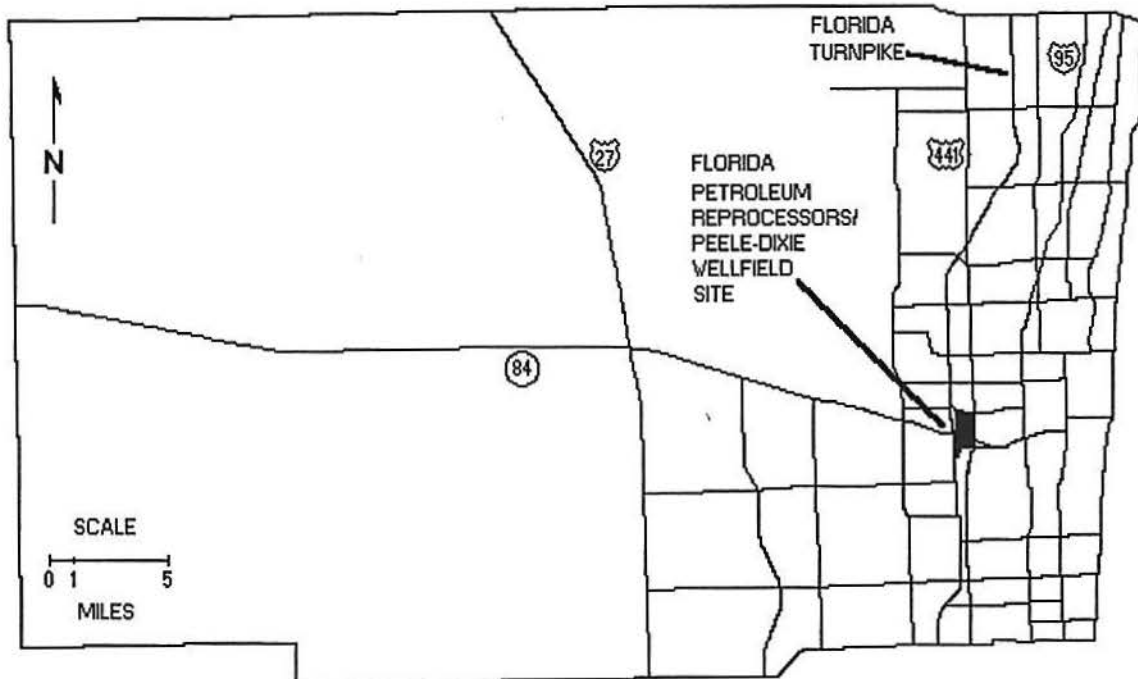 FLORIDA
TURNPIKE
95
27
441
N
FLORIDA
PETROLEUM
REPROCESSORS/
PEELE-DIXIE
WELLFIELD
SITE
84
SCALE
0 1 5
MILES